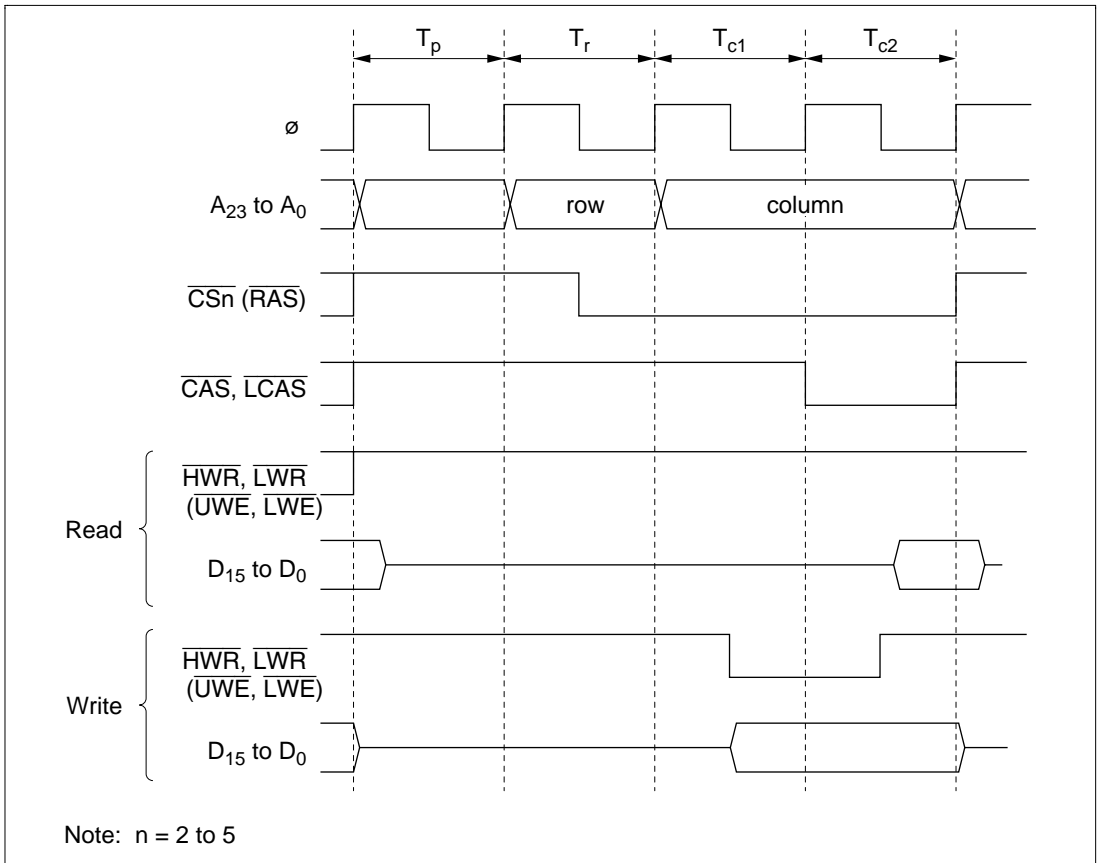 Tp Tr Tc1 Tc2
ø
A23 to A0 row column
CSn (RAS)
CAS, LCAS
Read
HWR, LWR
(UWE, LWE)
D15 to D0
Write
HWR, LWR
(UWE, LWE)
D15 to D0
Note: n = 2 to 5